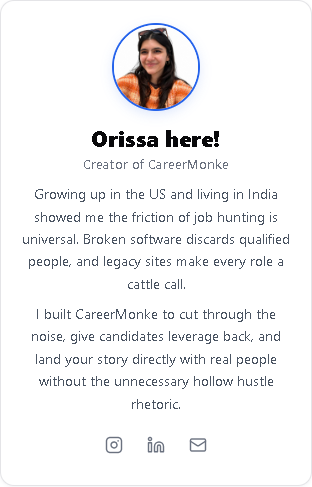 Orissa here!
Creator of CareerMonke
Growing up in the US and living in India
showed me the friction of job hunting is
universal. Broken software discards qualified
people, and legacy sites make every role a
cattle call.
I built CareerMonke to cut through the
noise, give candidates leverage back, and
land your story directly with real people
without the unnecessary hollow hustle
rhetoric.